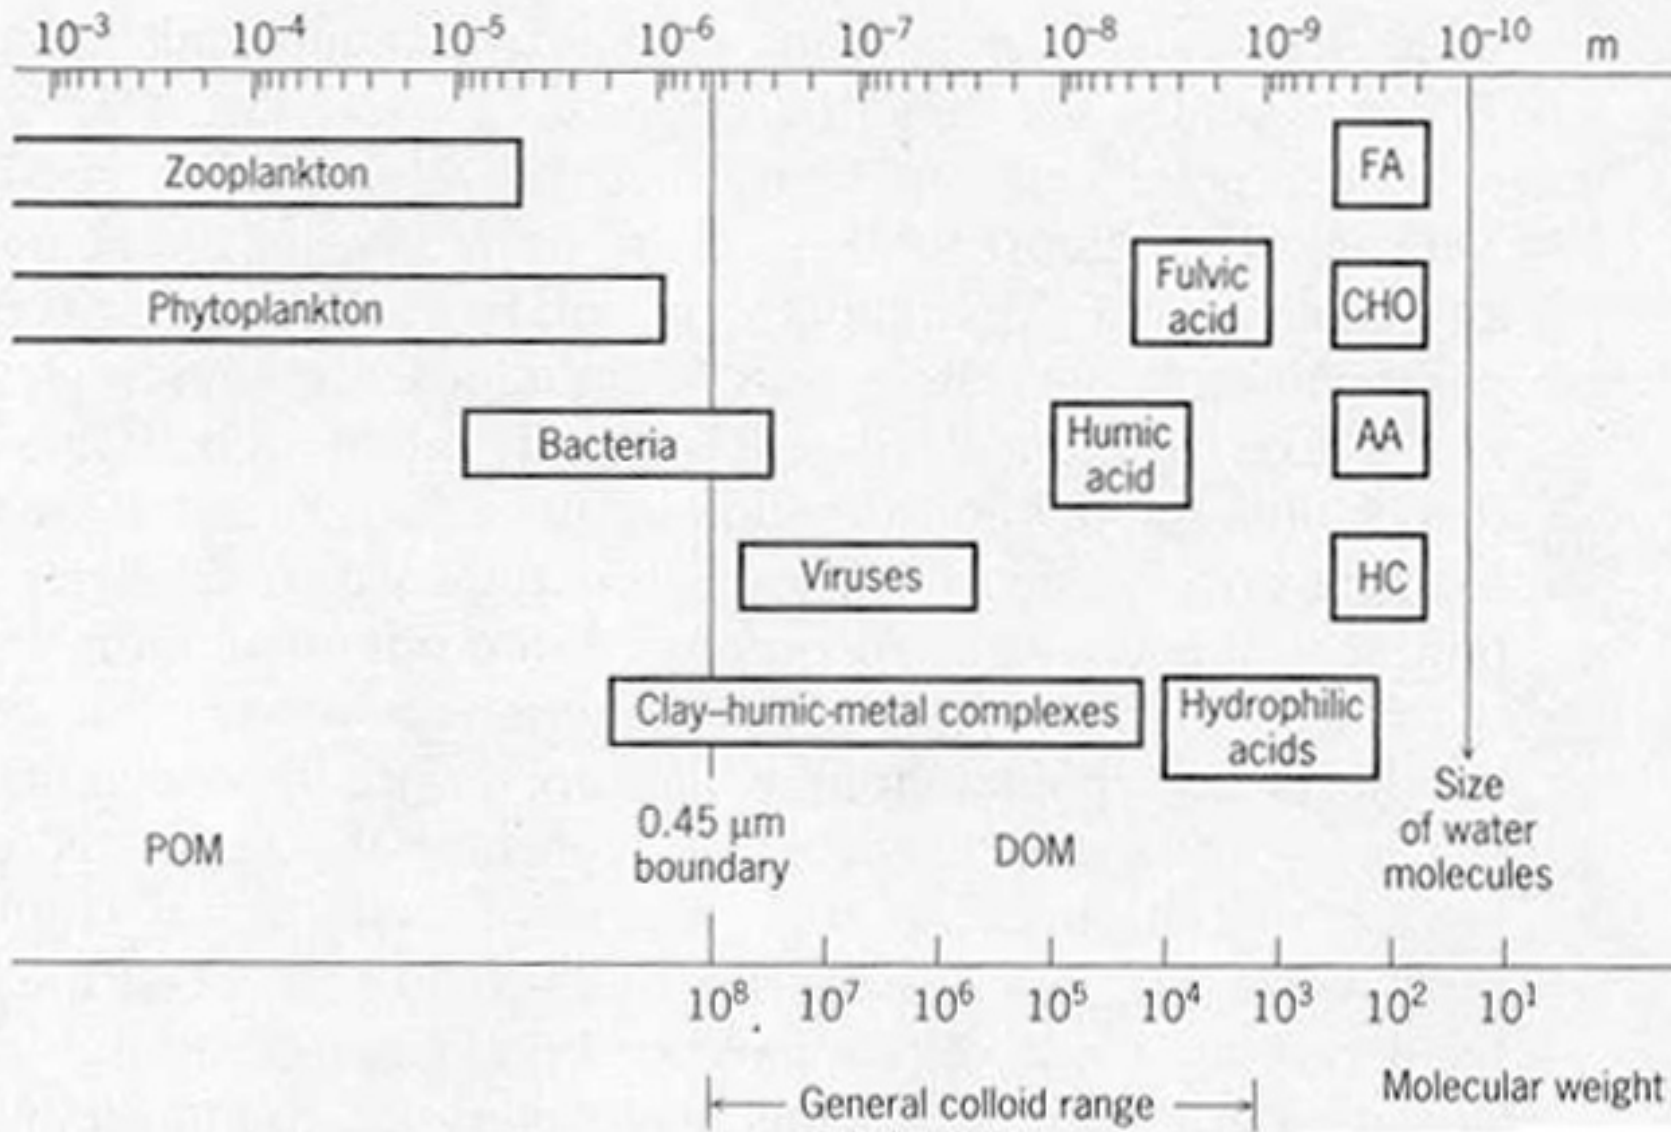 10⁻³ 10⁻⁴ 10⁻⁵ 10⁻⁶ 10⁻⁷ 10⁻⁸ 10⁻⁹ 10⁻¹⁰ m
Zooplankton
FA
Phytoplankton
Fulvic
acid
CHO
Bacteria
Humic
acid
AA
Viruses
HC
Clay–humic-metal complexes
Hydrophilic
acids
Size
of water
molecules
POM
0.45 μm
boundary
DOM
10⁸ 10⁷ 10⁶ 10⁵ 10⁴ 10³ 10² 10¹
Molecular weight
General colloid range